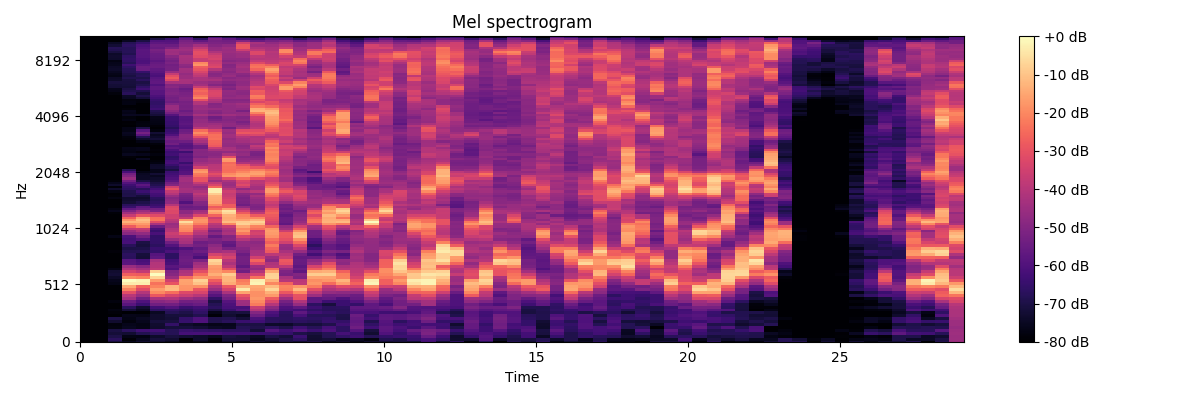 Mel spectrogram
8192
4096
2048
1024
512
0
Hz
0 5 10 15 20 25
Time
+0 dB
-10 dB
-20 dB
-30 dB
-40 dB
-50 dB
-60 dB
-70 dB
-80 dB